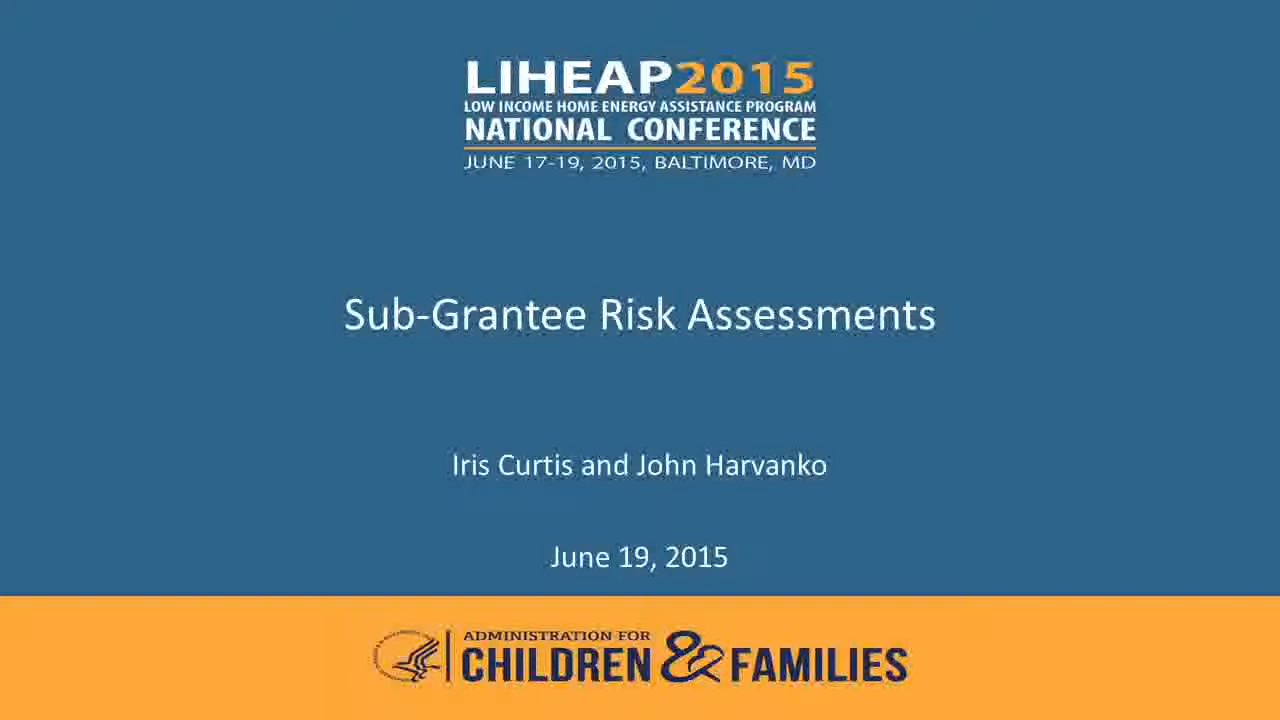 LIHEAP2015
LOW INCOME HOME ENERGY ASSISTANCE PROGRAM
NATIONAL CONFERENCE
JUNE 17-19, 2015, BALTIMORE, MD
Sub-Grantee Risk Assessments
Iris Curtis and John Harvanko
June 19, 2015
ADMINISTRATION FOR
CHILDREN & FAMILIES